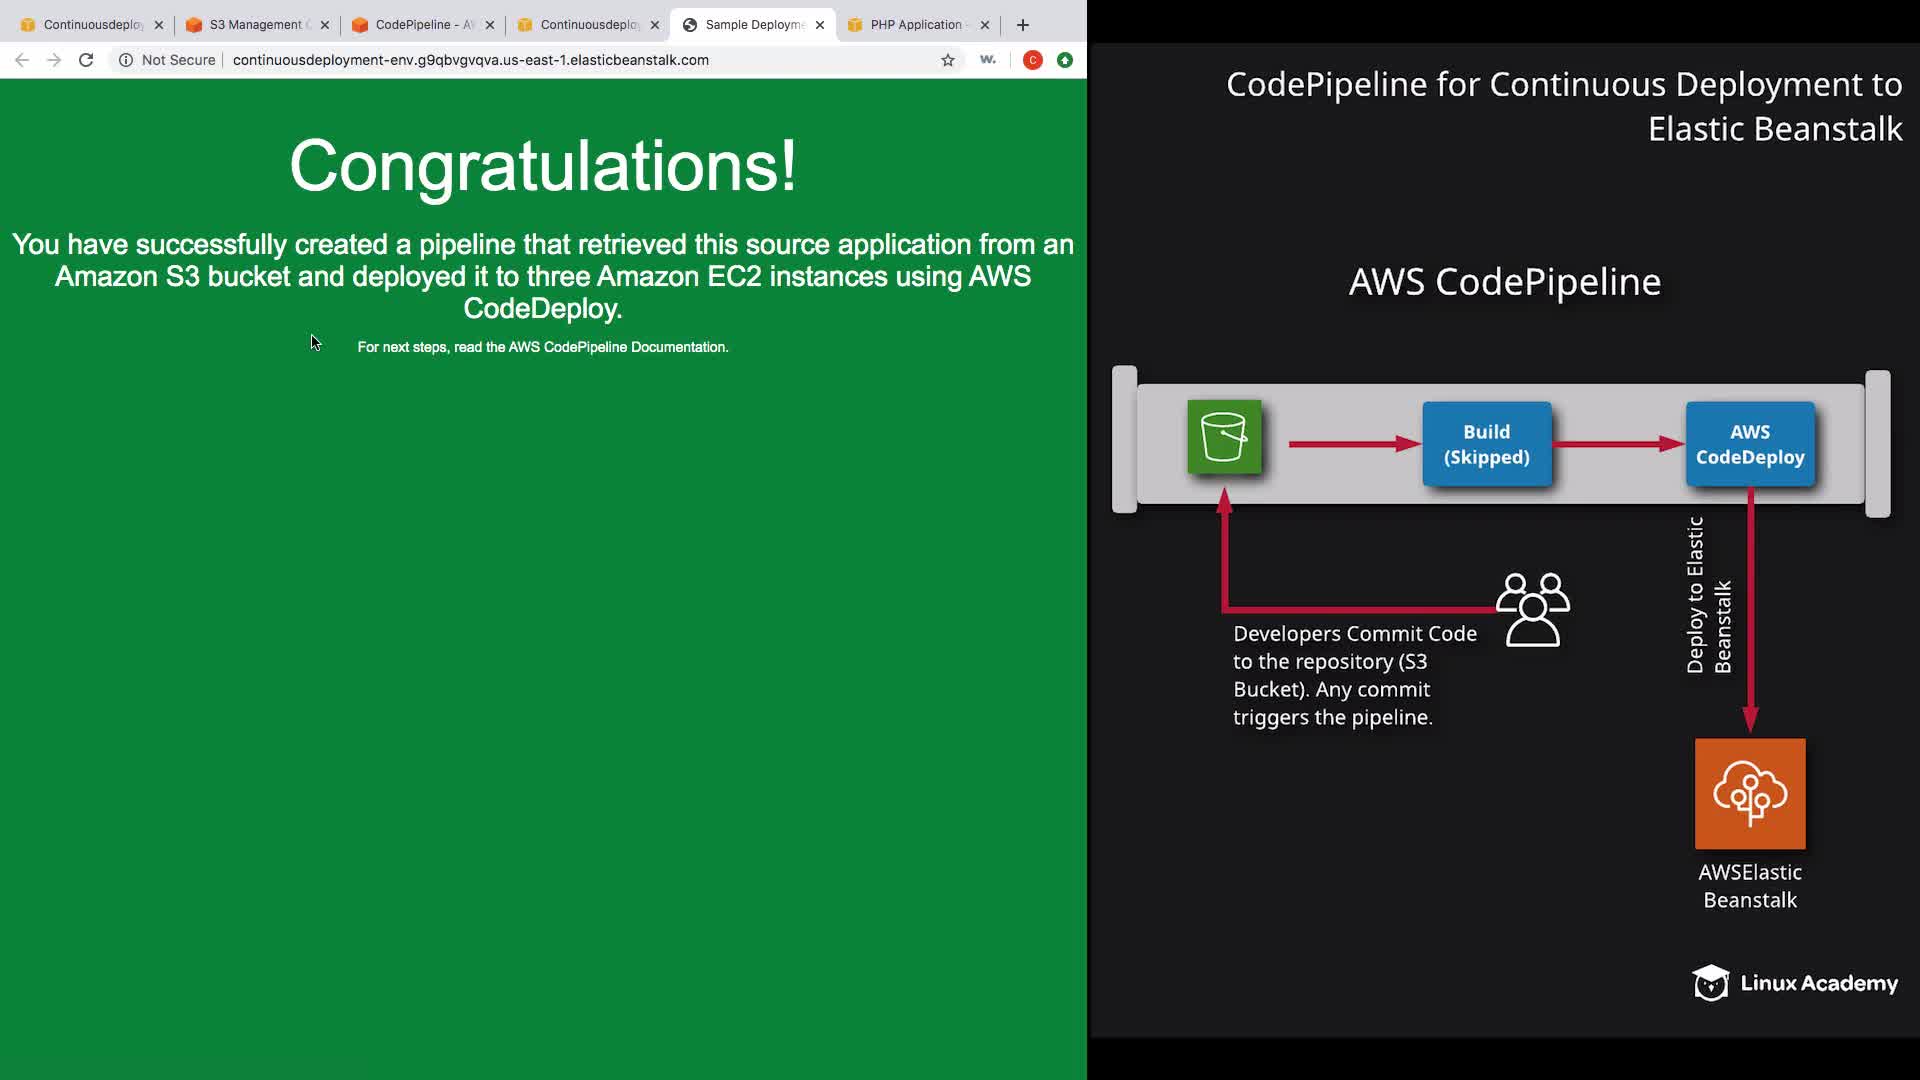 Continuousdeploy
S3 Management C
CodePipeline - AW
Continuousdeploy
Sample Deployme
PHP Application -
Not Secure
continuousdeployment-env.g9qbvgvqva.us-east-1.elasticbeanstalk.com
w.
C
Congratulations!
You have successfully created a pipeline that retrieved this source application from an
Amazon S3 bucket and deployed it to three Amazon EC2 instances using AWS
CodeDeploy.
For next steps, read the AWS CodePipeline Documentation.
CodePipeline for Continuous Deployment to
Elastic Beanstalk
AWS CodePipeline
Build
(Skipped)
AWS
CodeDeploy
Developers Commit Code
to the repository (S3
Bucket). Any commit
triggers the pipeline.
Deploy to Elastic
Beanstalk
AWSElastic
Beanstalk
Linux Academy